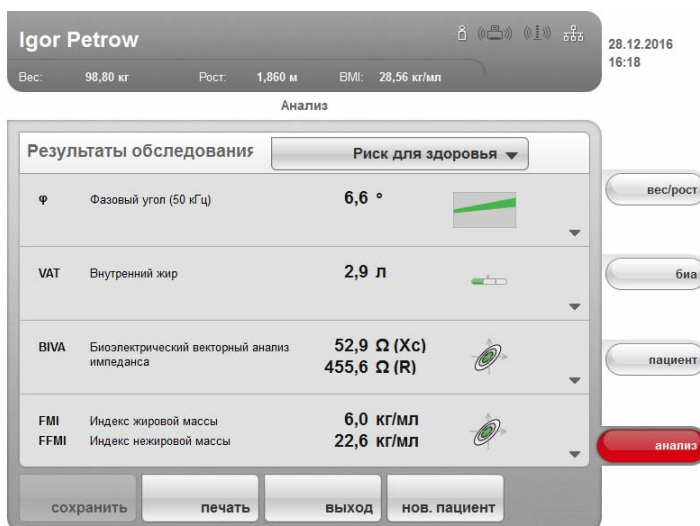 Igor Petrow
28.12.2016
16:18
Вес: 98,80 кг Рост: 1,860 м BMI: 28,56 кг/мл
Анализ
Результаты обследования Риск для здоровья
φ Фазовый угол (50 кГц) 6,6 °
VAT Внутренний жир 2,9 л
BIVA Биоэлектрический векторный анализ
импеданса
52,9 Ω (Xc)
455,6 Ω (R)
FMI Индекс жировой массы 6,0 кг/мл
FFMI Индекс нежировой массы 22,6 кг/мл
вес/рост
биа
пациент
анализ
сохранить печать выход нов. пациент